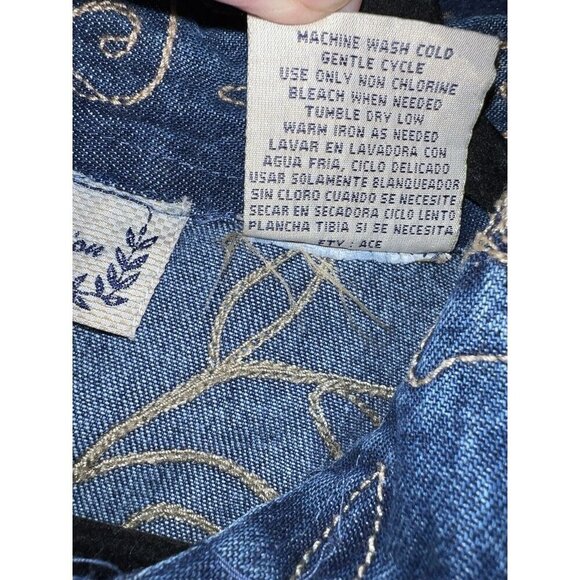 MACHINE WASH COLD
GENTLE CYCLE
USE ONLY NON CHLORINE
BLEACH WHEN NEEDED
TUMBLE DRY LOW
WARM IRON AS NEEDED
LAVAR EN LAVADORA CON
AGUA FRIA, CICLO DELICADO
USAR SOLAMENTE BLANQUEADOR
SIN CLORO CUANDO SE NECESITE
SECAR EN SECADORA CICLO LENTO
PLANCHA TIBIA SI SE NECESITA
FTY : ACE